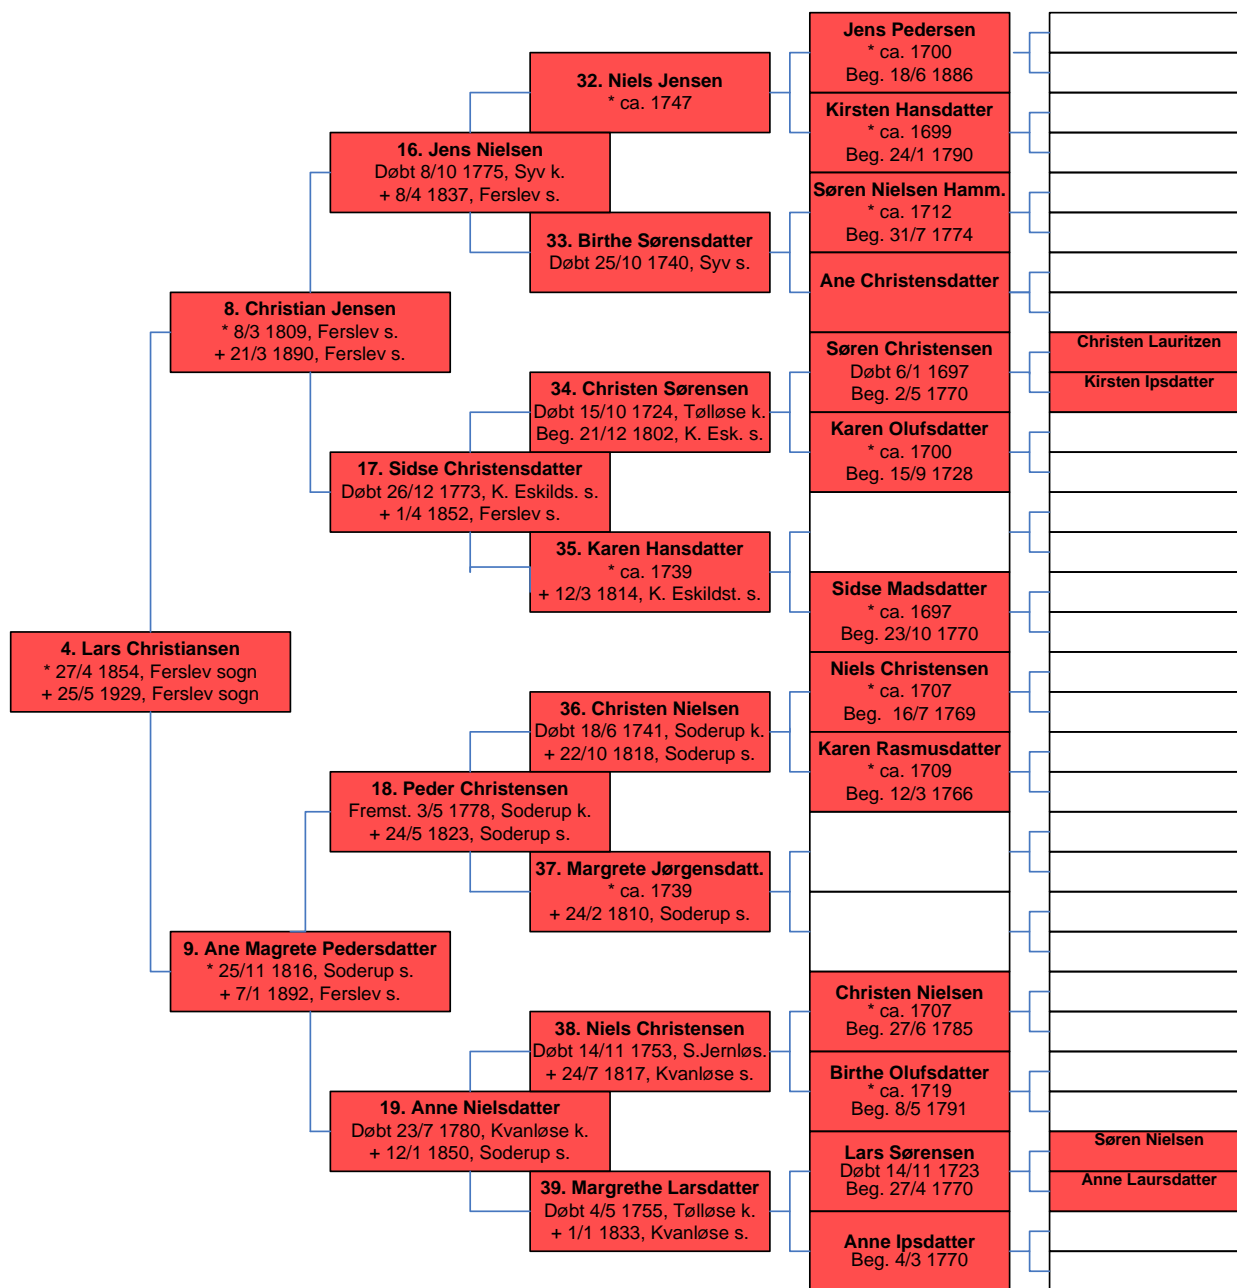 4. Lars Christiansen
* 27/4 1854, Ferslev sogn
+ 25/5 1929, Ferslev sogn
8. Christian Jensen
* 8/3 1809, Ferslev s.
+ 21/3 1890, Ferslev s.
9. Ane Magrete Pedersdatter
* 25/11 1816, Soderup s.
+ 7/1 1892, Ferslev s.
16. Jens Nielsen
Døbt 8/10 1775, Syv k.
+ 8/4 1837, Ferslev s.
17. Sidse Christensdatter
Døbt 26/12 1773, K. Eskilds. s.
+ 1/4 1852, Ferslev s.
18. Peder Christensen
Fremst. 3/5 1778, Soderup k.
+ 24/5 1823, Soderup s.
19. Anne Nielsdatter
Døbt 23/7 1780, Kvanløse k.
+ 12/1 1850, Soderup s.
32. Niels Jensen
* ca. 1747
33. Birthe Sørensdatter
Døbt 25/10 1740, Syv s.
34. Christen Sørensen
Døbt 15/10 1724, Tølløse k.
Beg. 21/12 1802, K. Esk. s.
35. Karen Hansdatter
* ca. 1739
+ 12/3 1814, K. Eskildst. s.
36. Christen Nielsen
Døbt 18/6 1741, Soderup k.
+ 22/10 1818, Soderup s.
37. Margrete Jørgensdatt.
* ca. 1739
+ 24/2 1810, Soderup s.
38. Niels Christensen
Døbt 14/11 1753, S.Jernløs.
+ 24/7 1817, Kvanløse s.
39. Margrethe Larsdatter
Døbt 4/5 1755, Tølløse k.
+ 1/1 1833, Kvanløse s.
Jens Pedersen
* ca. 1700
Beg. 18/6 1886
Kirsten Hansdatter
* ca. 1699
Beg. 24/1 1790
Søren Nielsen Hamm.
* ca. 1712
Beg. 31/7 1774
Ane Christensdatter
Søren Christensen
Døbt 6/1 1697
Beg. 2/5 1770
Karen Olufsdatter
* ca. 1700
Beg. 15/9 1728
Sidse Madsdatter
* ca. 1697
Beg. 23/10 1770
Niels Christensen
* ca. 1707
Beg. 16/7 1769
Karen Rasmusdatter
* ca. 1709
Beg. 12/3 1766
Christen Nielsen
* ca. 1707
Beg. 27/6 1785
Birthe Olufsdatter
* ca. 1719
Beg. 8/5 1791
Lars Sørensen
Døbt 14/11 1723
Beg. 27/4 1770
Anne Ipsdatter
Beg. 4/3 1770
Christen Lauritzen
Kirsten Ipsdatter
Søren Nielsen
Anne Laursdatter